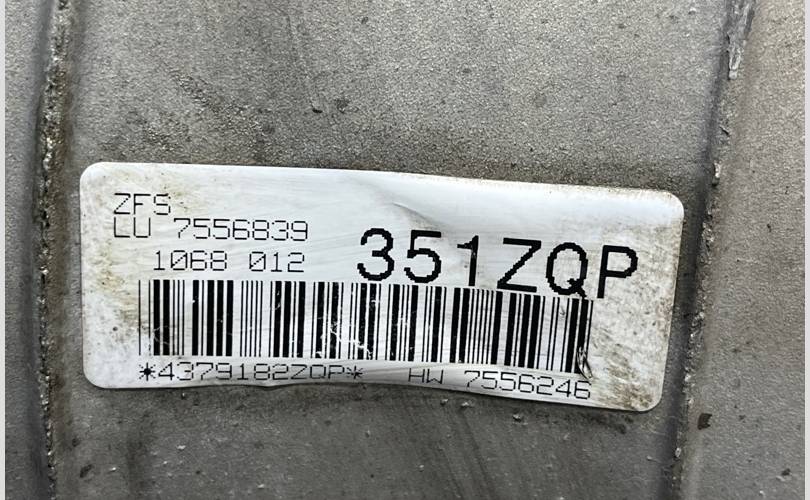 ZFS
LU 7556839
1068 012
351ZQP
*4379182ZQP* HW 7556246